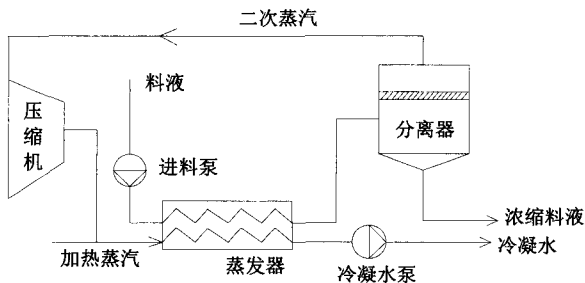 二次蒸汽
料液
压缩机
进料泵
分离器
浓缩料液
加热蒸汽
蒸发器
冷凝水泵
冷凝水